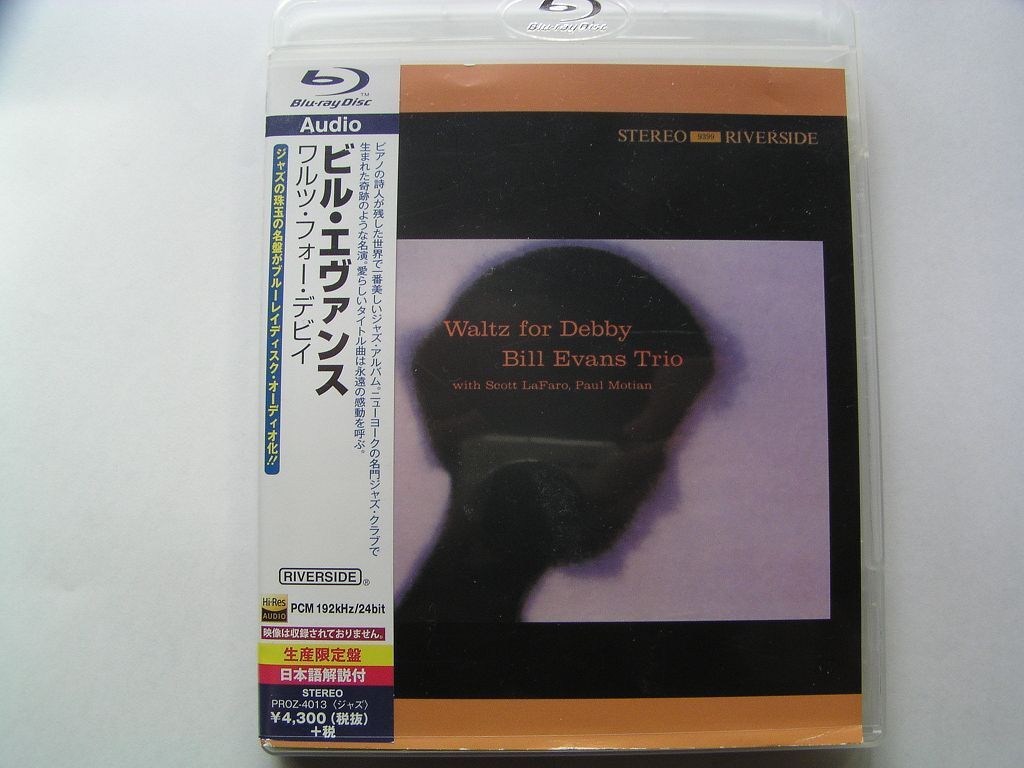 Blu-ray Disc
Blu-ray Disc™
Audio
ピアノの詩人が残した世界で一番美しいジャズ・アルバム。ニューヨークの名門ジャズ・クラブで
生まれた奇跡のような名演。愛らしいタイトル曲は永遠の感動を呼ぶ。
ビル・エヴァンス
ワルツ・フォー・デビイ
ジャズの珠玉の名盤がブルーレイディスク・オーディオ化!!
RIVERSIDE®
Hi-Res
AUDIO
PCM 192kHz/24bit
映像は収録されておりません。
生産限定盤
日本語解説付
STEREO
PROZ-4013〈ジャズ〉
¥4,300(税抜)
+税
STEREO 9399 RIVERSIDE
Waltz for Debby
Bill Evans Trio
with Scott LaFaro, Paul Motian